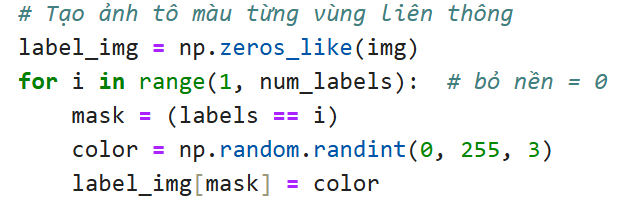 # Tạo ảnh tô màu từng vùng liên thông
label_img = np.zeros_like(img)
for i in range(1, num_labels):  # bỏ nền = 0
    mask = (labels == i)
    color = np.random.randint(0, 255, 3)
    label_img[mask] = color